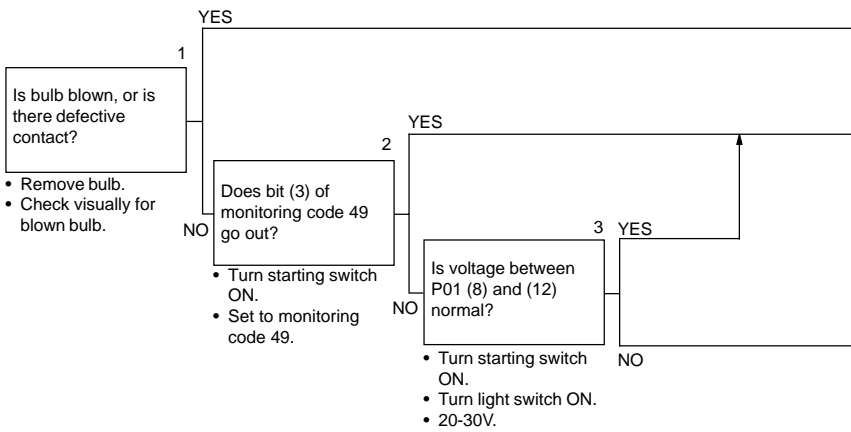 YES
1
Is bulb blown, or is
there defective
contact?
• Remove bulb.
• Check visually for
blown bulb.
NO
YES
2
Does bit (3) of
monitoring code 49
go out?
• Turn starting switch
ON.
• Set to monitoring
code 49.
NO
3
YES
Is voltage between
P01 (8) and (12)
normal?
• Turn starting switch
ON.
• Turn light switch ON.
• 20-30V.
NO